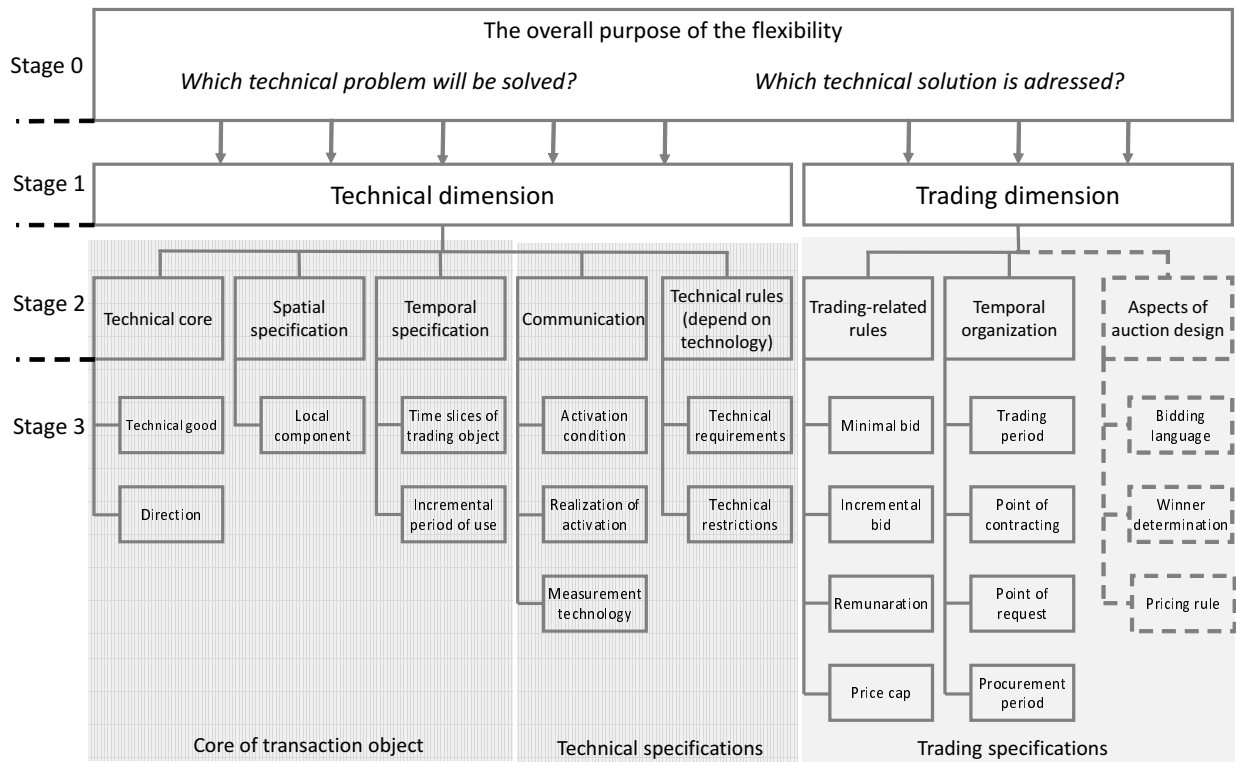 The overall purpose of the flexibility
Stage 0
Which technical problem will be solved?
Which technical solution is adressed?
Stage 1
Technical dimension
Trading dimension
Stage 2
Technical core
Spatial
specification
Temporal
specification
Communication
Technical rules
(depend on
technology)
Trading-related
rules
Temporal
organization
Aspects of
auction design
Stage 3
Technical good
Local
component
Time slices of
trading object
Activation
condition
Technical
requirements
Minimal bid
Trading
period
Bidding
language
Direction
Incremental
period of use
Realization of
activation
Technical
restrictions
Incremental
bid
Point of
contracting
Winner
determination
Measurement
technology
Remunaration
Point of
request
Pricing rule
Price cap
Procurement
period
Core of transaction object
Technical specifications
Trading specifications